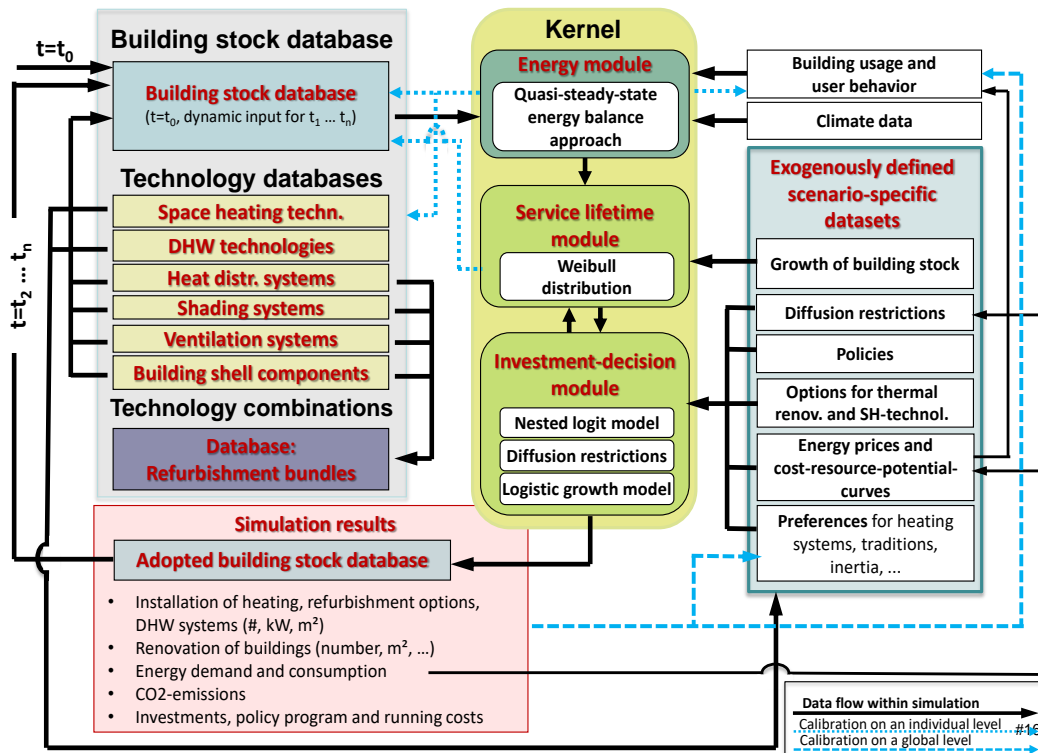 t=t0
t=t2 ... tn
Building stock database
Building stock database
(t=t0, dynamic input for t1 ... tn)
Technology databases
Space heating techn.
DHW technologies
Heat distr. systems
Shading systems
Ventilation systems
Building shell components
Technology combinations
Database:
Refurbishment bundles
Kernel
Energy module
Quasi-steady-state
energy balance
approach
Service lifetime
module
Weibull
distribution
Investment-decision
module
Nested logit model
Diffusion restrictions
Logistic growth model
Building usage and
user behavior
Climate data
Exogenously defined
scenario-specific
datasets
Growth of building stock
Diffusion restrictions
Policies
Options for thermal
renov. and SH-technol.
Energy prices and
cost-resource-potential-
curves
Preferences for heating
systems, traditions,
inertia, ...
Simulation results
Adopted building stock database
• Installation of heating, refurbishment options,
DHW systems (#, kW, m²)
• Renovation of buildings (number, m², ...)
• Energy demand and consumption
• CO2-emissions
• Investments, policy program and running costs
Data flow within simulation
Calibration on an individual level
Calibration on a global level